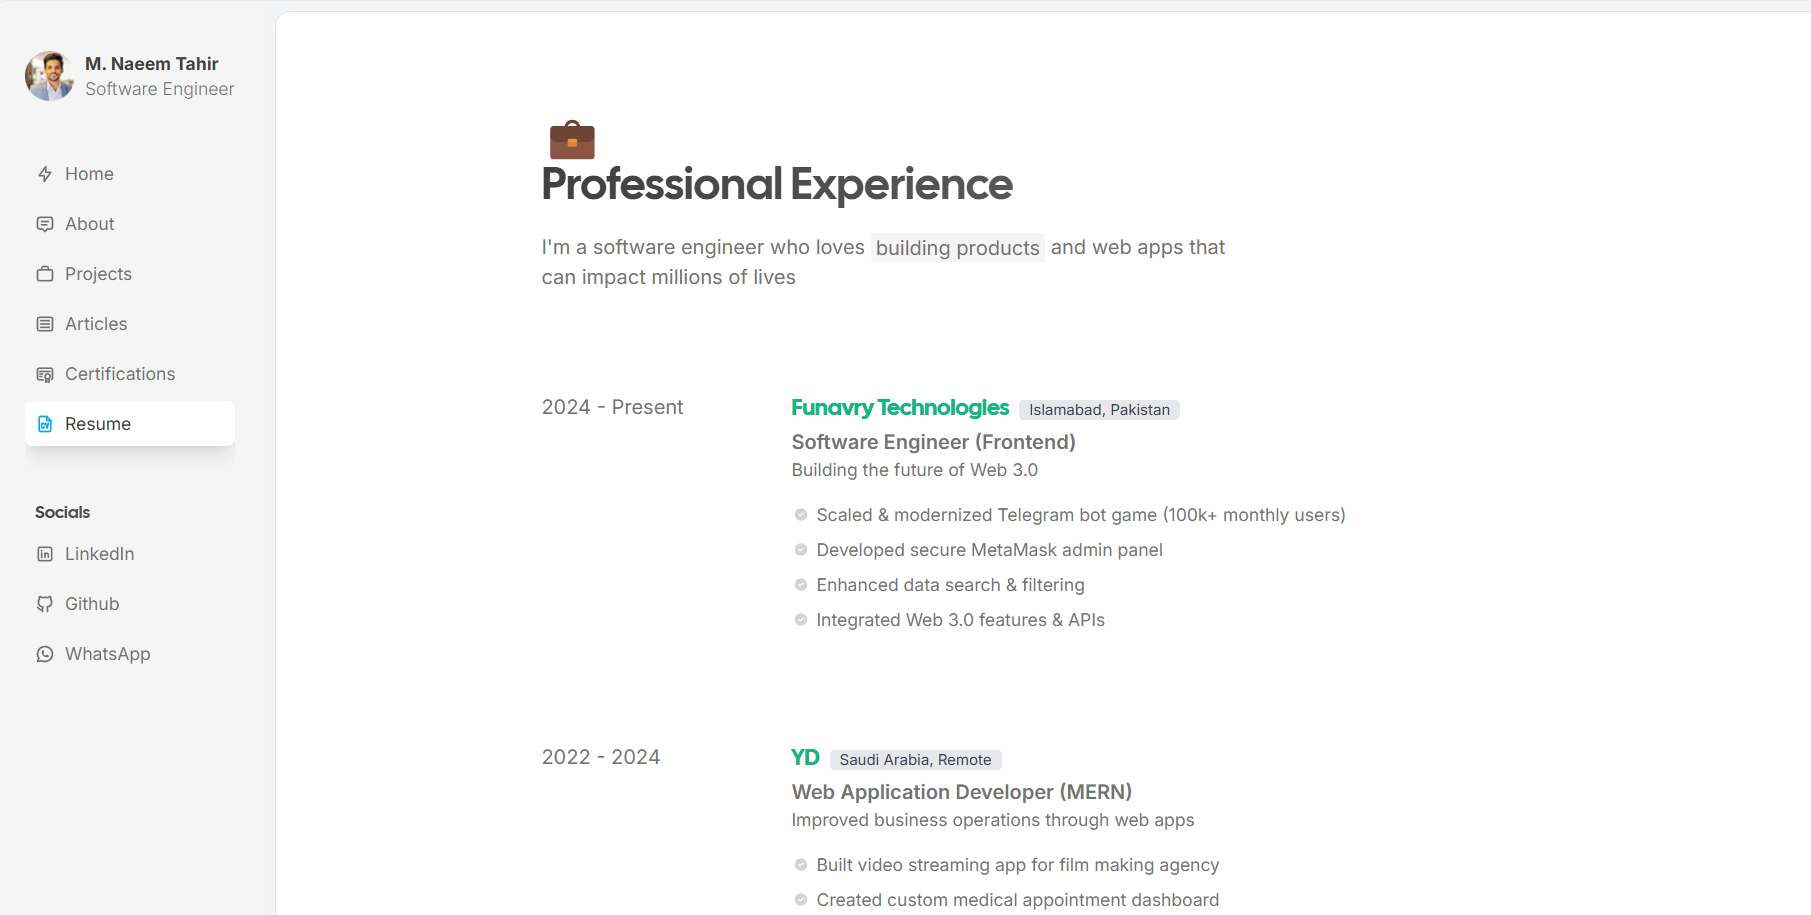 M. Naeem Tahir
Software Engineer
Home
About
Projects
Articles
Certifications
Resume
Socials
LinkedIn
Github
WhatsApp
Professional Experience
I'm a software engineer who loves building products and web apps that
can impact millions of lives
2024 - Present
Funavry Technologies Islamabad, Pakistan
Software Engineer (Frontend)
Building the future of Web 3.0
Scaled & modernized Telegram bot game (100k+ monthly users)
Developed secure MetaMask admin panel
Enhanced data search & filtering
Integrated Web 3.0 features & APIs
2022 - 2024
YD Saudi Arabia, Remote
Web Application Developer (MERN)
Improved business operations through web apps
Built video streaming app for film making agency
Created custom medical appointment dashboard